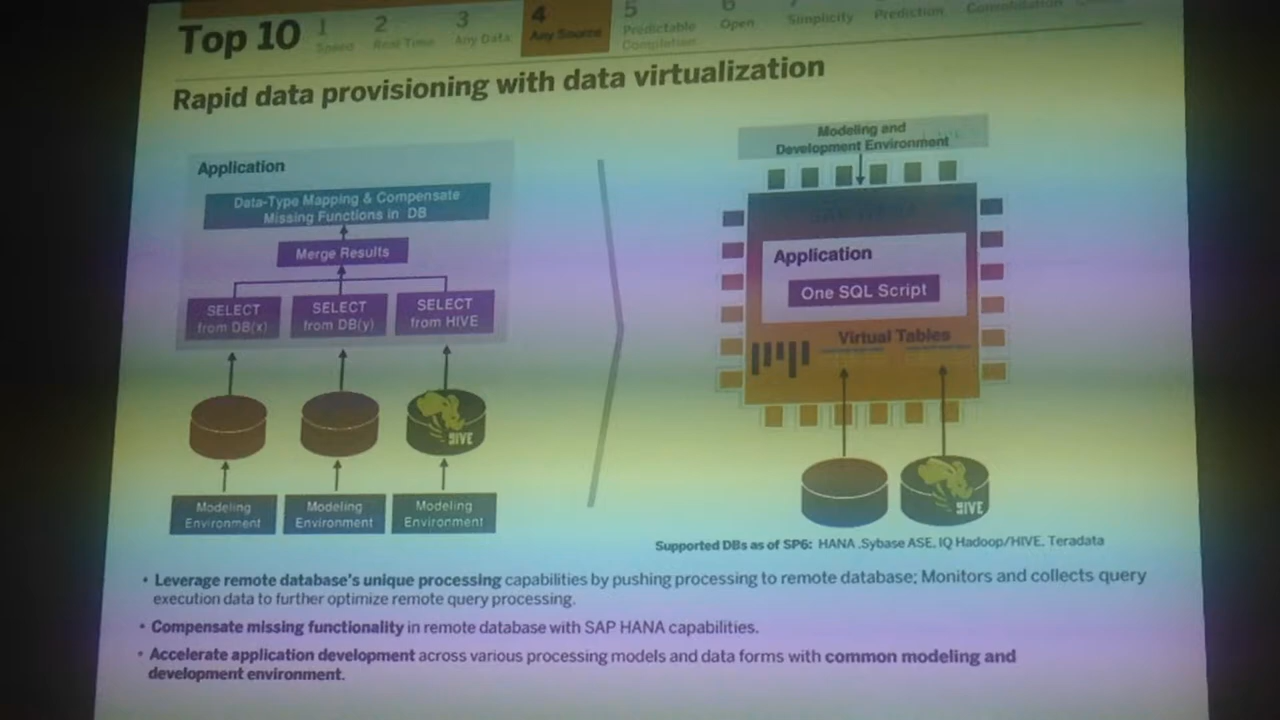 Top 10
1
Speed
2
Real Time
3
Any Data
4
Any Source
5
Predictable
Completion
6
Open
Simplicity
Prediction
Consolidation
Rapid data provisioning with data virtualization
Application
Data-Type Mapping & Compensate
Missing Functions in DB
Merge Results
SELECT
from DB(x)
SELECT
from DB(y)
SELECT
from HIVE
HIVE
Modeling
Environment
Modeling
Environment
Modeling
Environment
Modeling and
Development Environment
Application
One SQL Script
Virtual Tables
HIVE
Supported DBs as of SP6: HANA ,Sybase ASE, IQ Hadoop/HIVE, Teradata
• Leverage remote database's unique processing capabilities by pushing processing to remote database; Monitors and collects query
execution data to further optimize remote query processing.
• Compensate missing functionality in remote database with SAP HANA capabilities.
• Accelerate application development across various processing models and data forms with common modeling and
development environment.